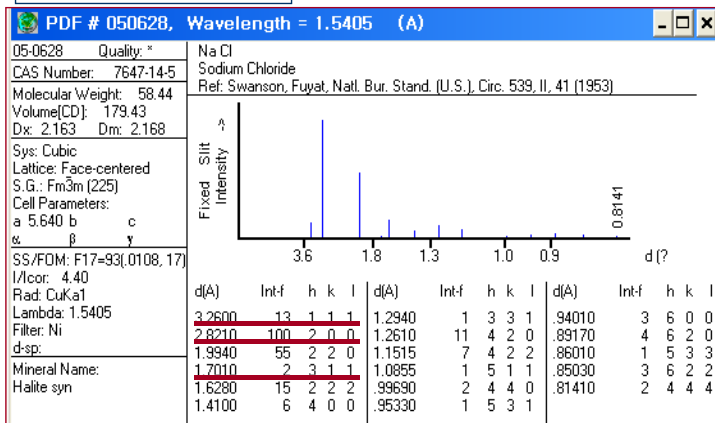 PDF # 050628, Wavelength = 1.5405 (A)
05-0628 Quality: *
CAS Number: 7647-14-5
Molecular Weight: 58.44
Volume[CD]: 179.43
Dx: 2.163 Dm: 2.168
Sys: Cubic
Lattice: Face-centered
S.G.: Fm3̄m (225)
Cell Parameters:
a 5.640 b c
α β γ
SS/FOM: F17=93(.0108, 17)
I/Icor: 4.40
Rad: CuKa1
Lambda: 1.5405
Filter: Ni
d-sp:
Mineral Name:
Halite syn
Na Cl
Sodium Chloride
Ref: Swanson, Fuyat, Natl. Bur. Stand. (U.S.), Circ. 539, II, 41 (1953)
Fixed Slit
Intensity ->
0.8141
3.6 1.8 1.3 1.0 0.9 d (?
d(A) Int-f h k l d(A) Int-f h k l d(A) Int-f h k l
3.2600 13 1 1 1 1.2940 1 3 3 1 .94010 3 6 0 0
2.8210 100 2 0 0 1.2610 11 4 2 0 .89170 4 6 2 0
1.9940 55 2 2 0 1.1515 7 4 2 2 .86010 1 5 3 3
1.7010 2 3 1 1 1.0855 1 5 1 1 .85030 3 6 2 2
1.6280 15 2 2 2 .99690 2 4 4 0 .81410 2 4 4 4
1.4100 6 4 0 0 .95330 1 5 3 1